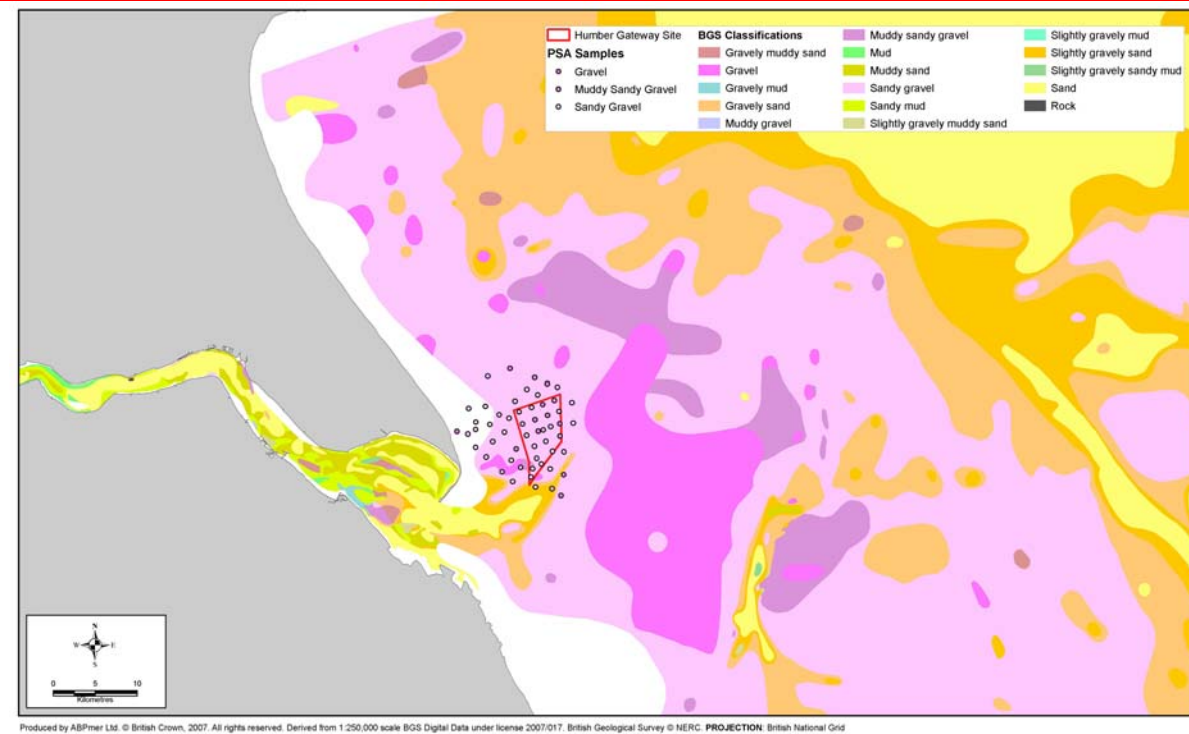 Humber Gateway Site
PSA Samples
Gravel
Muddy Sandy Gravel
Sandy Gravel
BGS Classifications
Gravely muddy sand
Gravel
Gravely mud
Gravely sand
Muddy gravel
Muddy sandy gravel
Mud
Muddy sand
Sandy gravel
Sandy mud
Slightly gravely muddy sand
Slightly gravely mud
Slightly gravely sand
Slightly gravely sandy mud
Sand
Rock
N
W E
S
0 5 10
Kilometres
Produced by ABPmer Ltd. © British Crown, 2007. All rights reserved. Derived from 1:250,000 scale BGS Digital Data under license 2007/017. British Geological Survey © NERC. PROJECTION: British National Grid